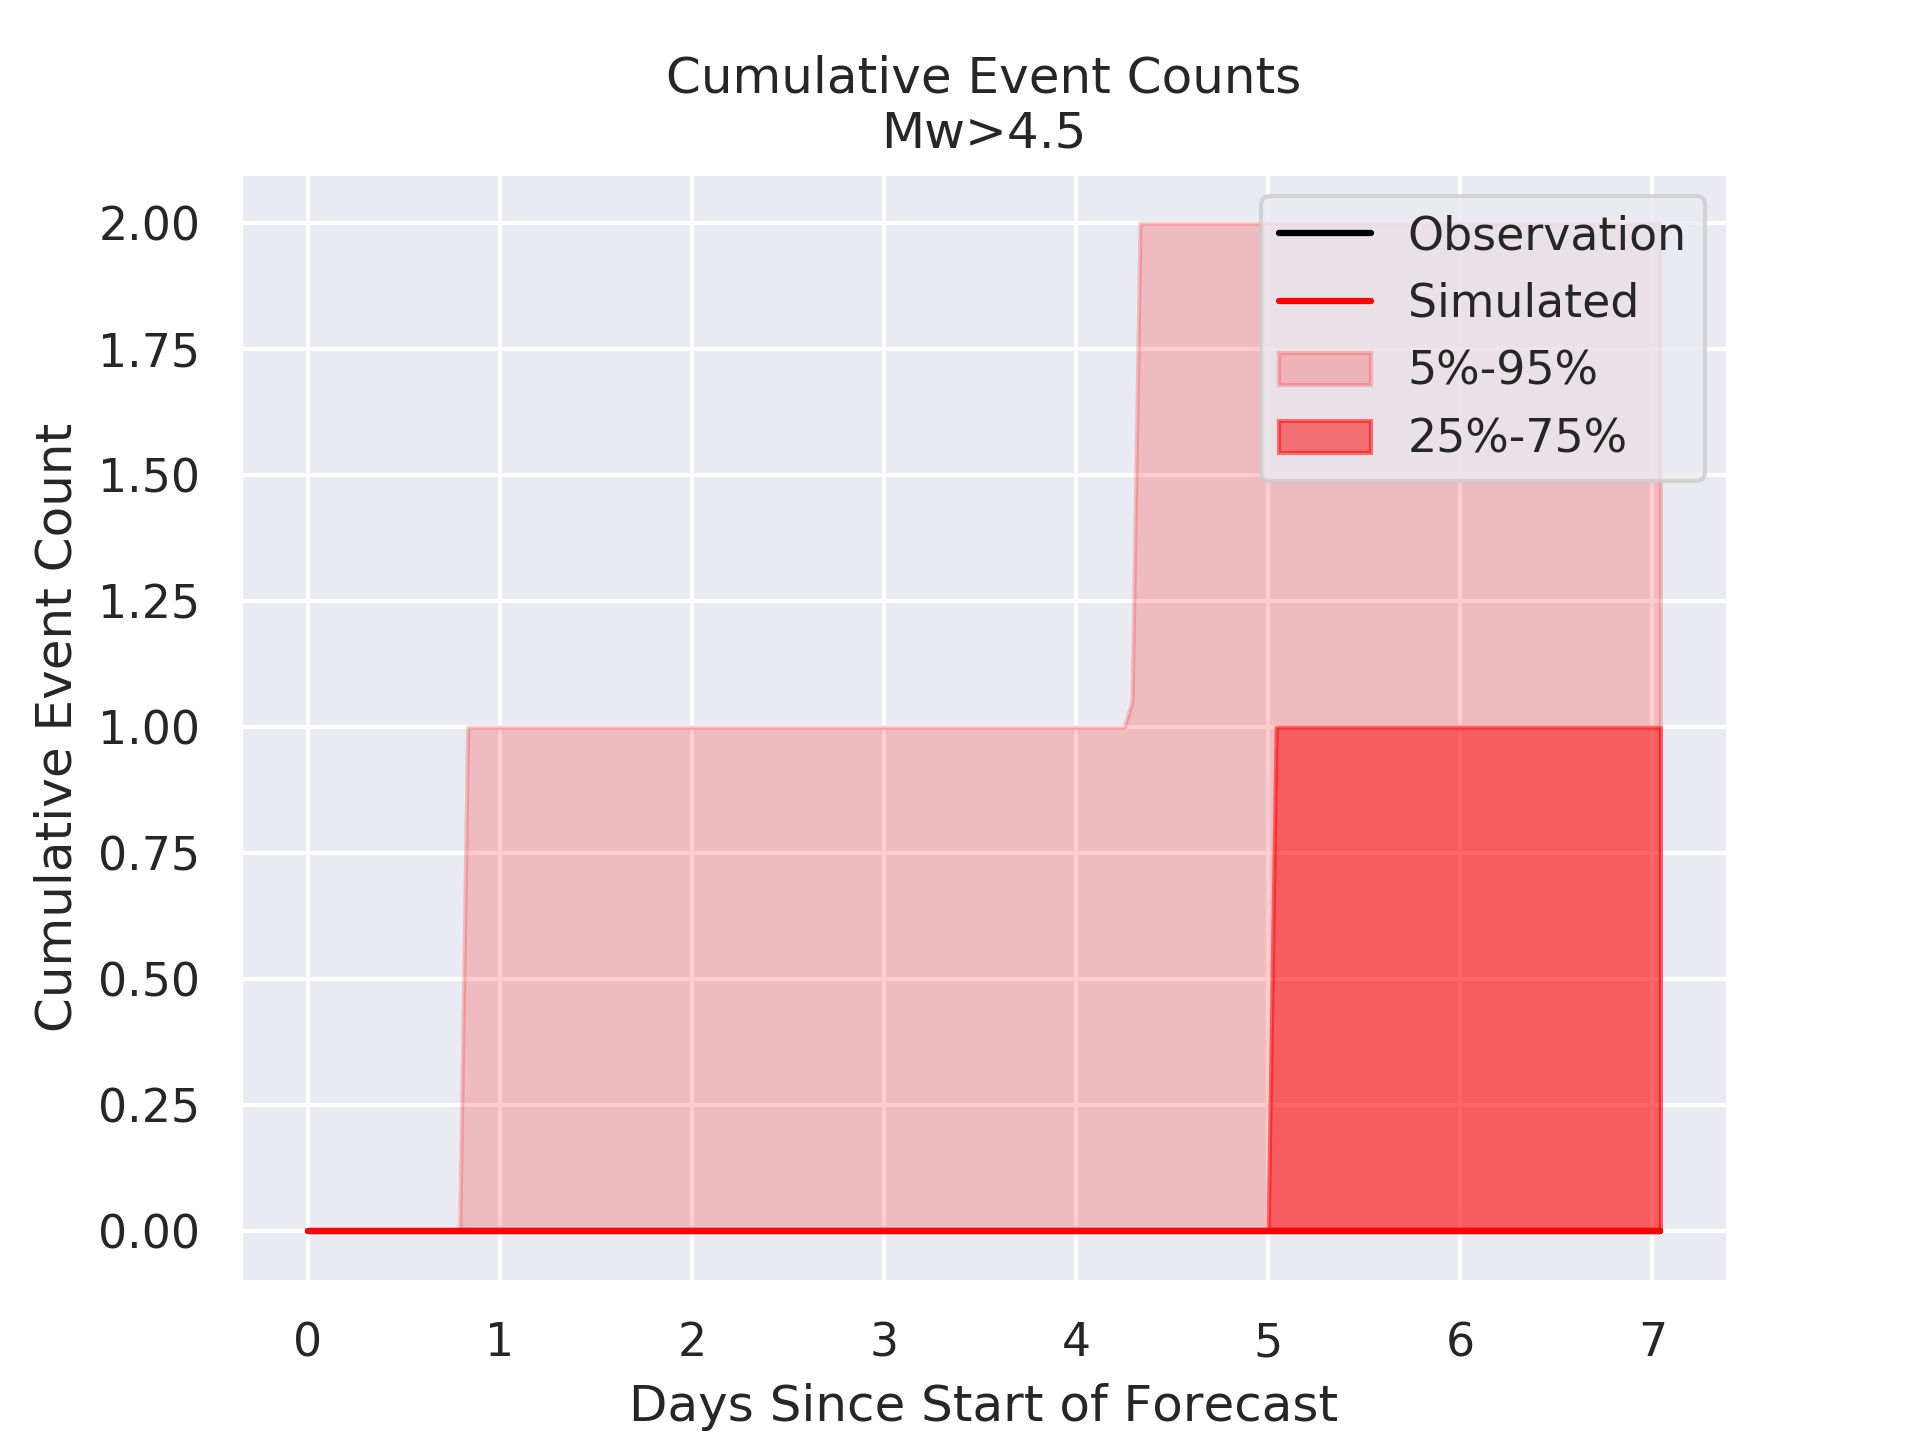 Cumulative Event Counts
Mw>4.5
Cumulative Event Count
2.00
1.75
1.50
1.25
1.00
0.75
0.50
0.25
0.00
Observation
Simulated
5%-95%
25%-75%
0 1 2 3 4 5 6 7
Days Since Start of Forecast